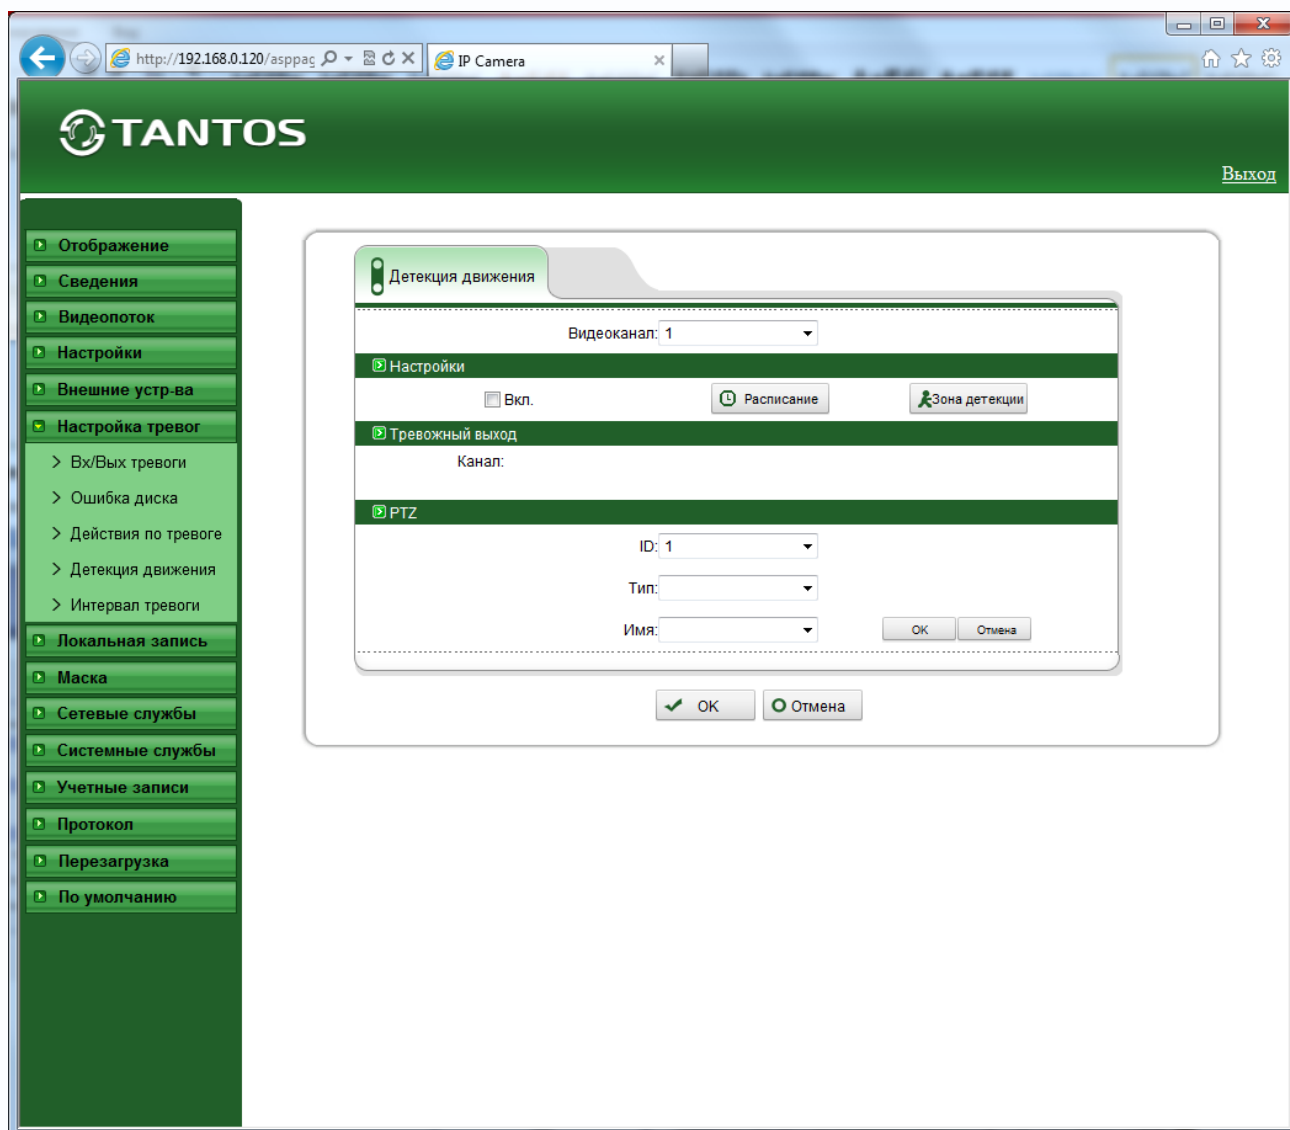 http://192.168.0.120/asppag
IP Camera
TANTOS
Выход
Отображение
Сведения
Видеопоток
Настройки
Внешние устр-ва
Настройка тревог
Вх/Вых тревоги
Ошибка диска
Действия по тревоге
Детекция движения
Интервал тревоги
Локальная запись
Маска
Сетевые службы
Системные службы
Учетные записи
Протокол
Перезагрузка
По умолчанию
Детекция движения
Видеоканал: 1
Настройки
Вкл. Расписание Зона детекции
Тревожный выход
Канал:
PTZ
ID: 1
Тип:
Имя: OK Отмена
OK Отмена